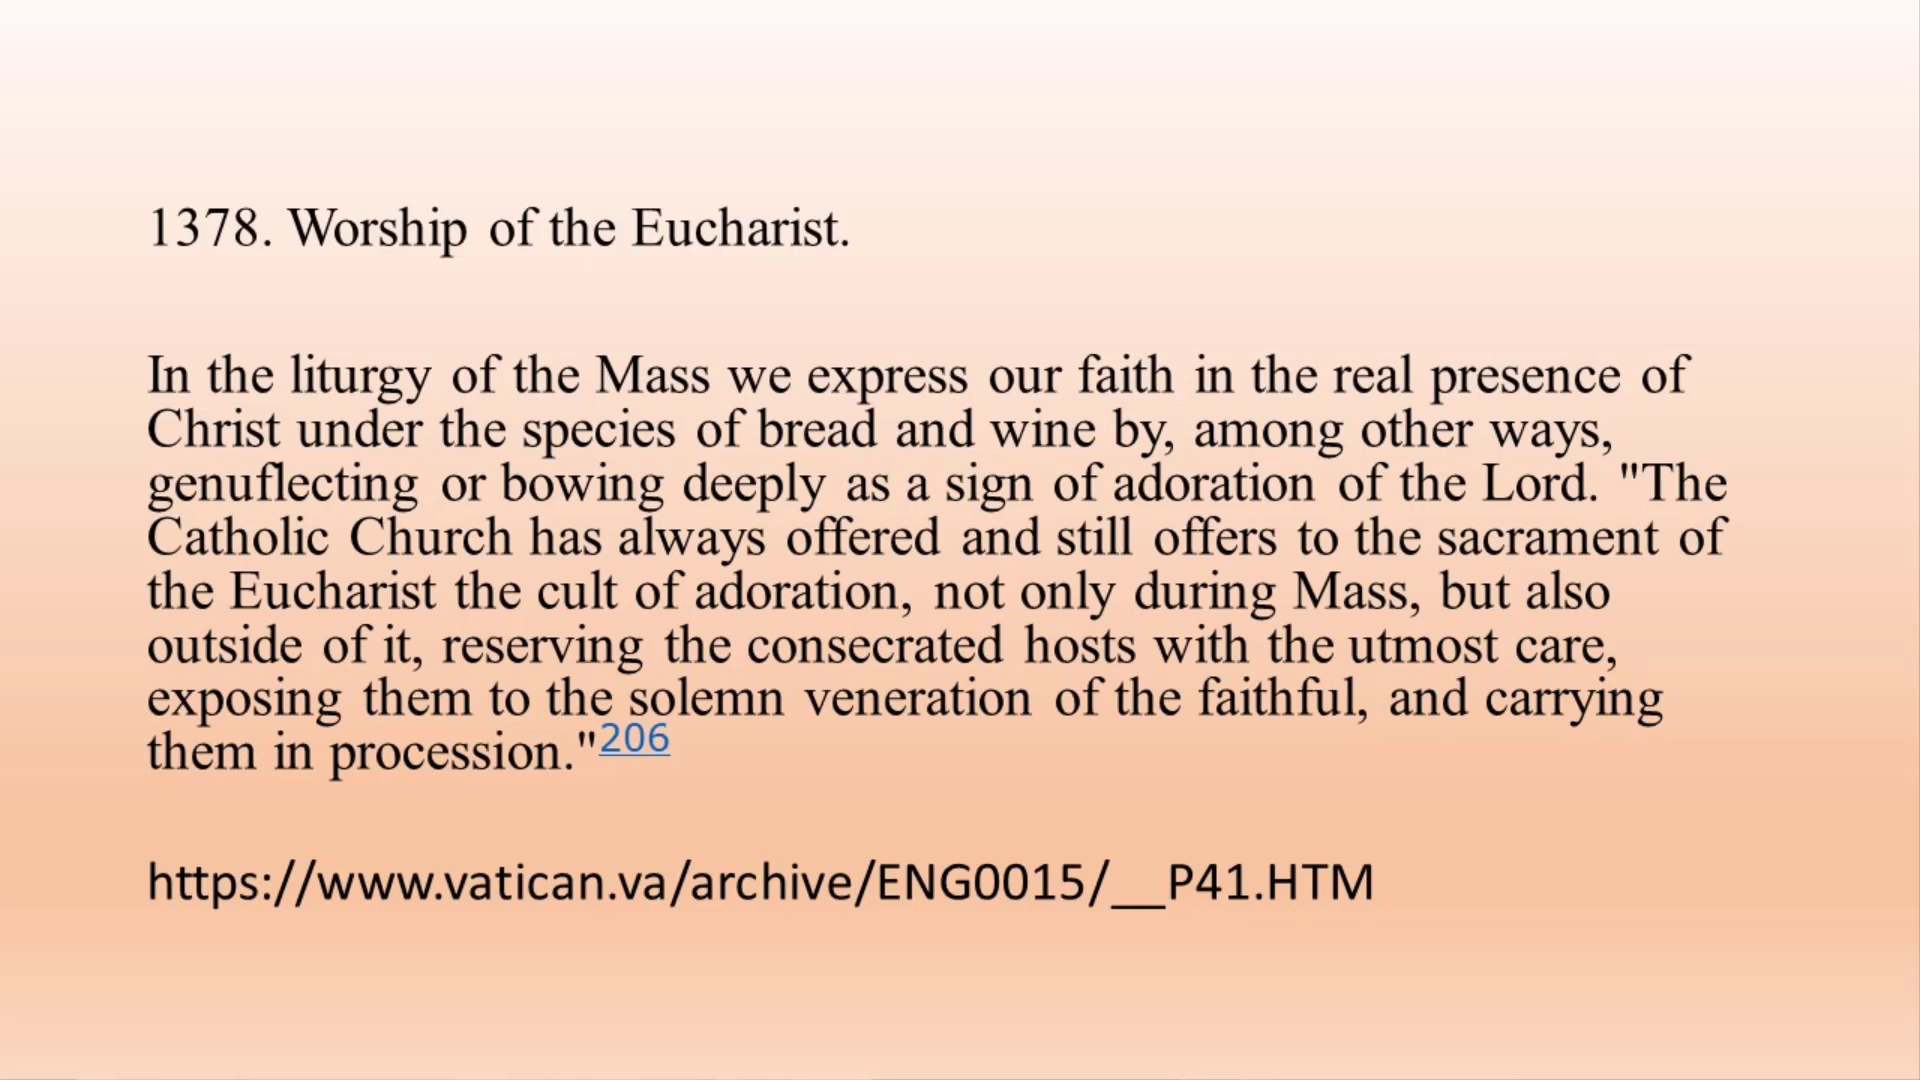 1378. Worship of the Eucharist.
In the liturgy of the Mass we express our faith in the real presence of
Christ under the species of bread and wine by, among other ways,
genuflecting or bowing deeply as a sign of adoration of the Lord. "The
Catholic Church has always offered and still offers to the sacrament of
the Eucharist the cult of adoration, not only during Mass, but also
outside of it, reserving the consecrated hosts with the utmost care,
exposing them to the solemn veneration of the faithful, and carrying
them in procession."206
https://www.vatican.va/archive/ENG0015/__P41.HTM